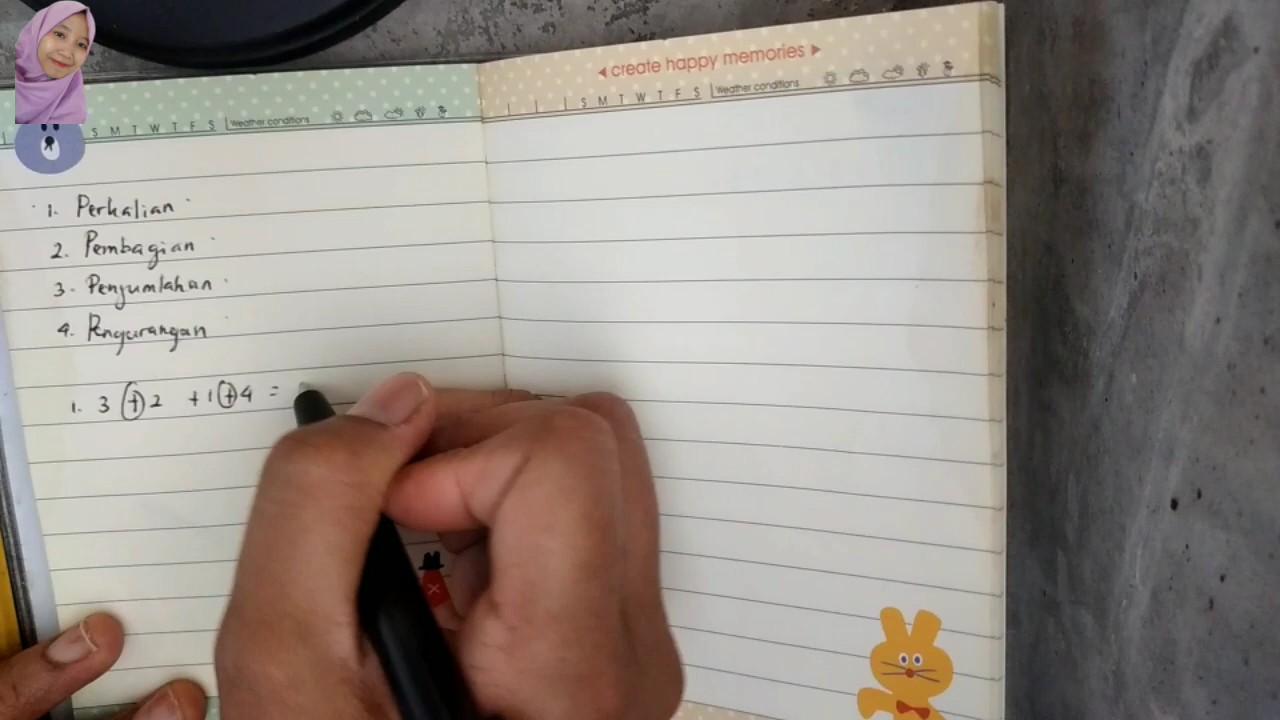 ◀ create happy memories ▶
S M T W T F S Weather conditions
S M T W T F S Weather conditions
1. Perkalian
2. Pembagian
3. Penjumlahan
4. Pengurangan
1. 3 + 2 + 1 + 4 =